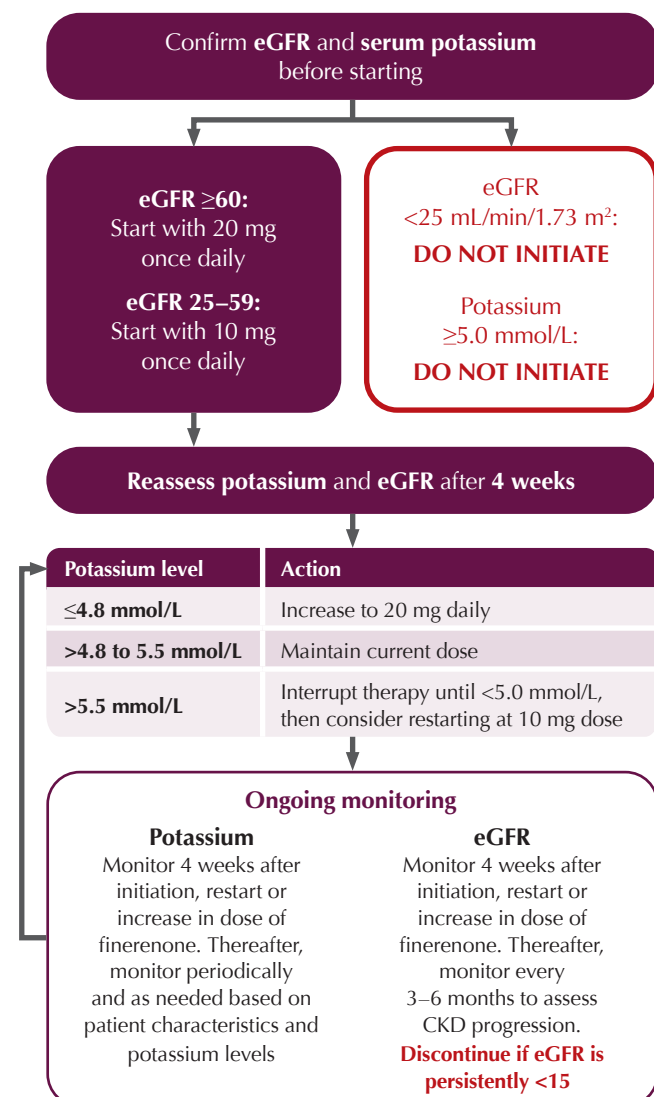 Confirm eGFR and serum potassium
before starting
eGFR ≥60:
Start with 20 mg
once daily
eGFR 25–59:
Start with 10 mg
once daily
eGFR
<25 mL/min/1.73 m²:
DO NOT INITIATE
Potassium
≥5.0 mmol/L:
DO NOT INITIATE
Reassess potassium and eGFR after 4 weeks
Potassium level Action
≤4.8 mmol/L Increase to 20 mg daily
>4.8 to 5.5 mmol/L Maintain current dose
>5.5 mmol/L Interrupt therapy until <5.0 mmol/L,
then consider restarting at 10 mg dose
Ongoing monitoring
Potassium
Monitor 4 weeks after
initiation, restart or
increase in dose of
finerenone. Thereafter,
monitor periodically
and as needed based on
patient characteristics and
potassium levels
eGFR
Monitor 4 weeks after
initiation, restart or
increase in dose of
finerenone. Thereafter,
monitor every
3–6 months to assess
CKD progression.
Discontinue if eGFR is
persistently <15